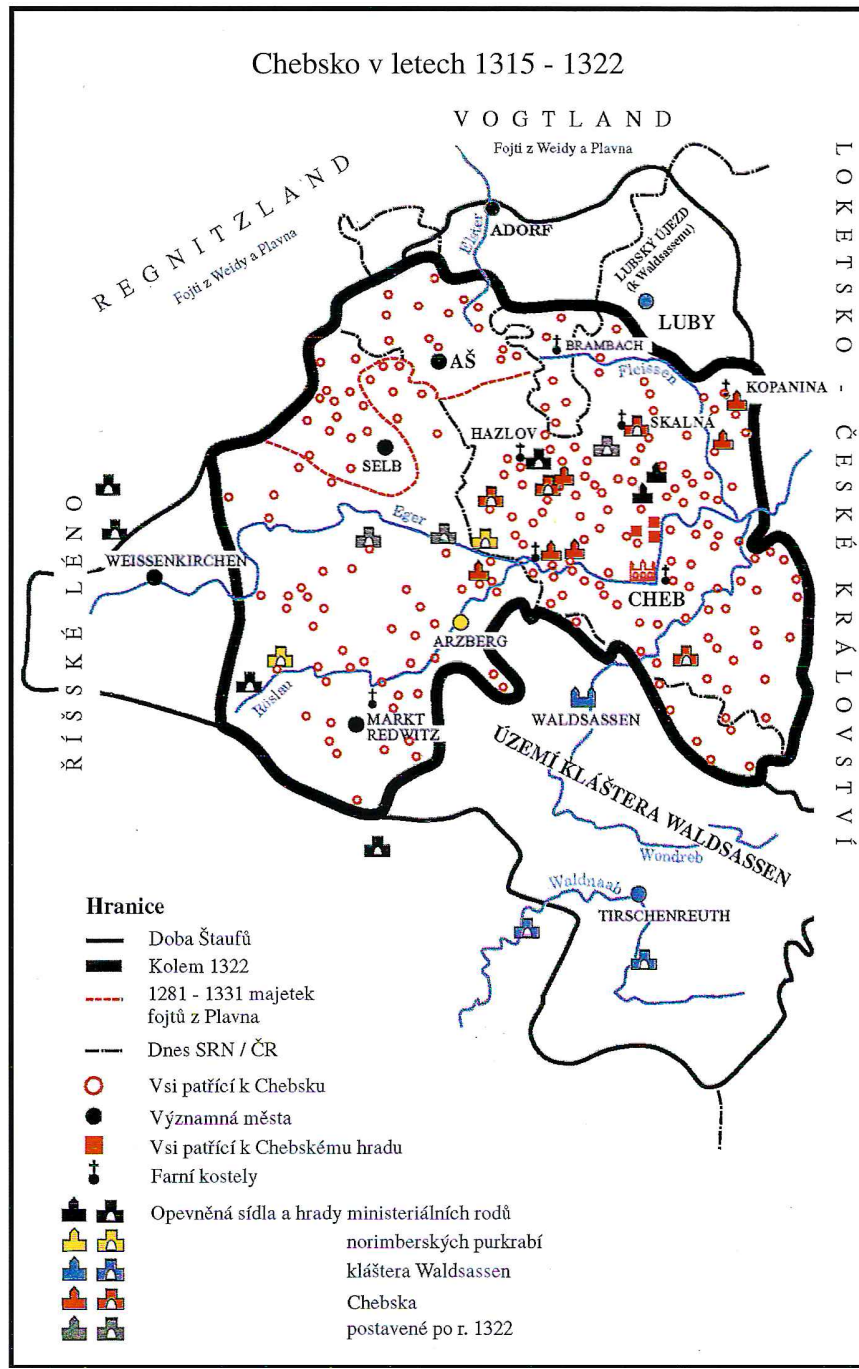 Chebsko v letech 1315 - 1322
VOGTLAND
Fojti z Weidy a Plavna
REGNITZLAND
Fojti z Weidy a Plavna
LOKETSKO - ČESKÉ KRÁLOVSTVÍ
ADORF
Elster
LUBSKÝ ÚJEZD
(k Waldsassenu)
LUBY
BRAMBACH
AŠ
Fleissen
KOPANINA
HAZLOV
SKALNÁ
SELB
Eger
ŘÍŠSKÉ LÉNO
WEISSENKIRCHEN
CHEB
ARZBERG
Röslau
MARKT
REDWITZ
WALDSASSEN
ÚZEMÍ KLÁŠTERA WALDSASSEN
Wondreb
Waldnaab
TIRSCHENREUTH
Hranice
Doba Štaufů
Kolem 1322
1281 - 1331 majetek
fojtů z Plavna
Dnes SRN / ČR
Vsi patřící k Chebsku
Významná města
Vsi patřící k Chebskému hradu
Farní kostely
Opevněná sídla a hrady ministeriálních rodů
norimberských purkrabí
kláštera Waldsassen
Chebska
postavené po r. 1322